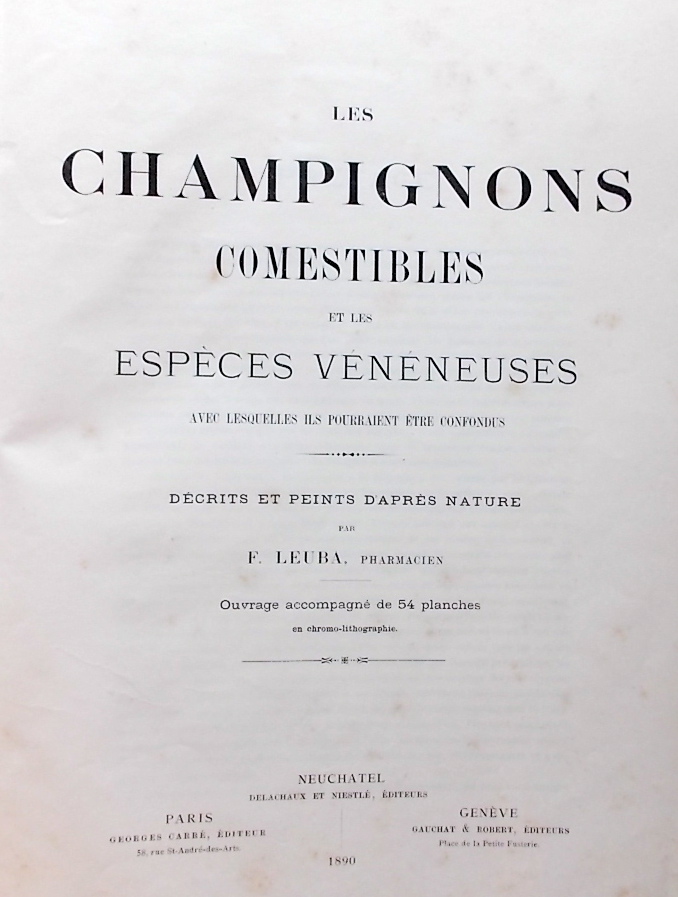 LES
CHAMPIGNONS
COMESTIBLES
ET LES
ESPÈCES VÉNÉNEUSES
AVEC LESQUELLES ILS POURRAIENT ÊTRE CONFONDUS
DÉCRITS ET PEINTS D'APRÈS NATURE
PAR
F. LEUBA, PHARMACIEN
Ouvrage accompagné de 54 planches
en chromo-lithographie.
NEUCHATEL
DELACHAUX ET NIESTLÉ, ÉDITEURS
PARIS
GEORGES CARRÉ, ÉDITEUR
58, rue St-André-des-Arts.
GENÈVE
GAUCHAT & ROBERT, ÉDITEURS
Place de la Petite Fusterie.
1890